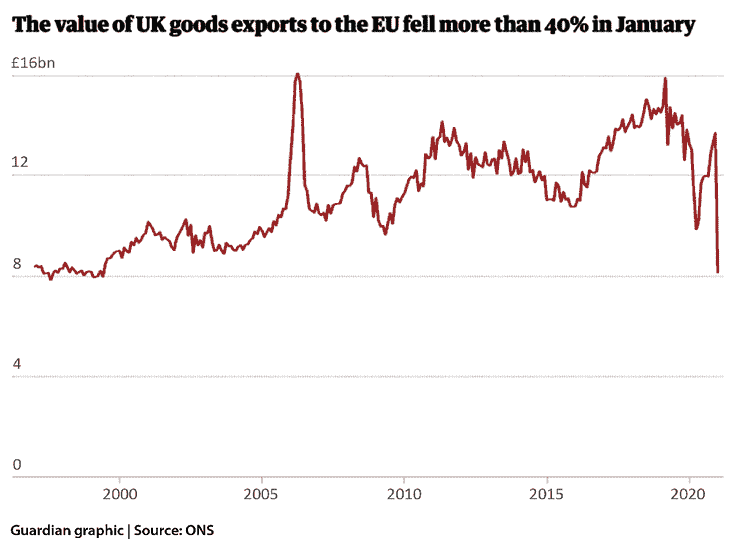 The value of UK goods exports to the EU fell more than 40% in January
£16bn
12
8
4
0
2000 2005 2010 2015 2020
Guardian graphic | Source: ONS